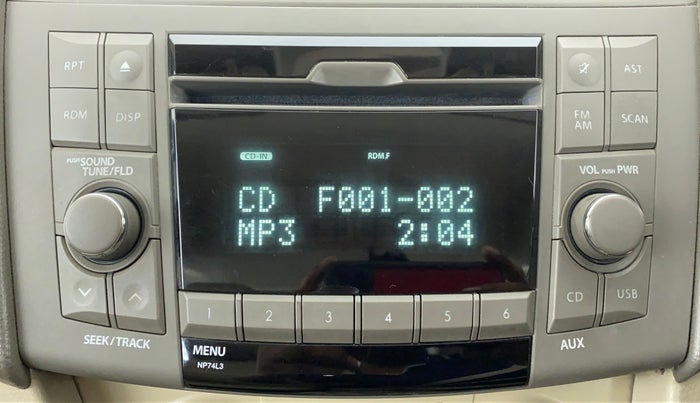 RPT
RDM
DISP
PUSH SOUND
TUNE/FLD
SEEK/TRACK
CD-IN
RDM.F
CD F001-002
MP3 2:04
1 2 3 4 5 6
MENU
NP74L3
AST
FM
AM
SCAN
VOL PUSH PWR
CD
USB
AUX